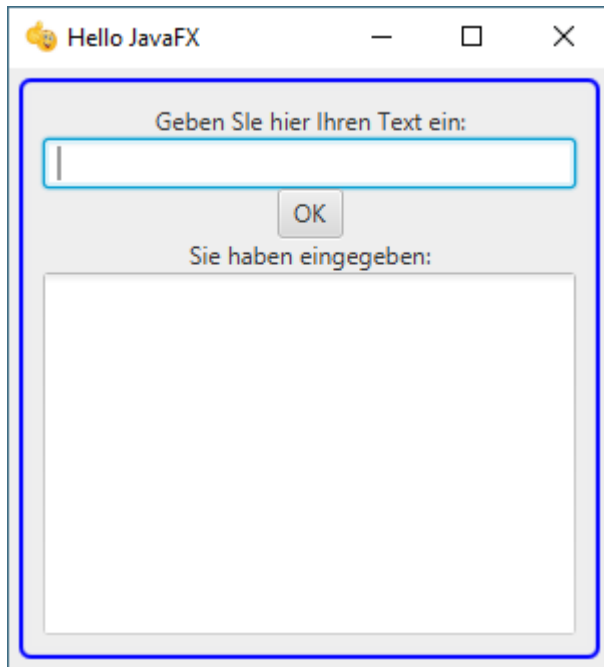 Hello JavaFX
Geben SIe hier Ihren Text ein:
OK
Sie haben eingegeben: